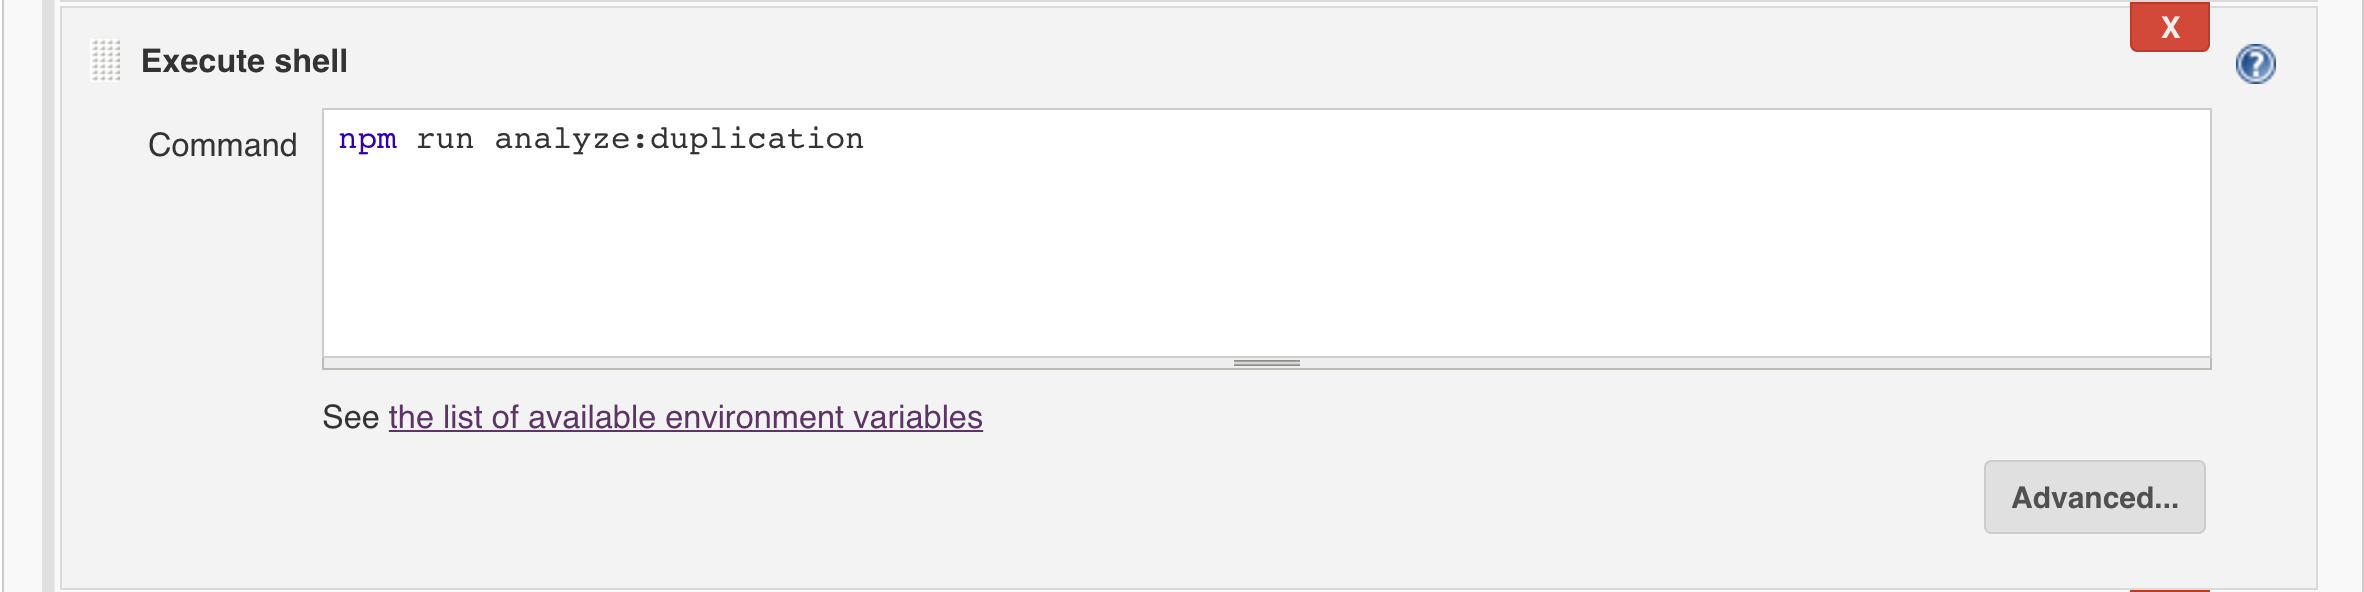 X
Execute shell
?
Command
npm run analyze:duplication
See the list of available environment variables
Advanced...